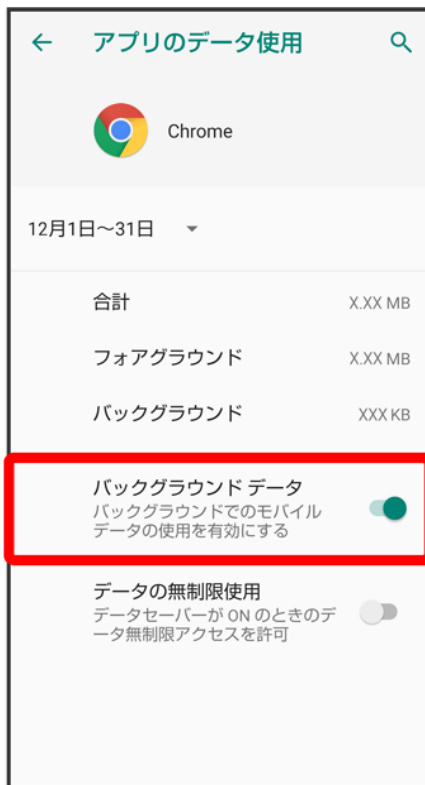 アプリのデータ使用
Chrome
12月1日～31日
合計 X.XX MB
フォアグラウンド X.XX MB
バックグラウンド XXX KB
バックグラウンド データ
バックグラウンドでのモバイル
データの使用を有効にする
データの無制限使用
データセーバーが ON のときのデ
ータ無制限アクセスを許可